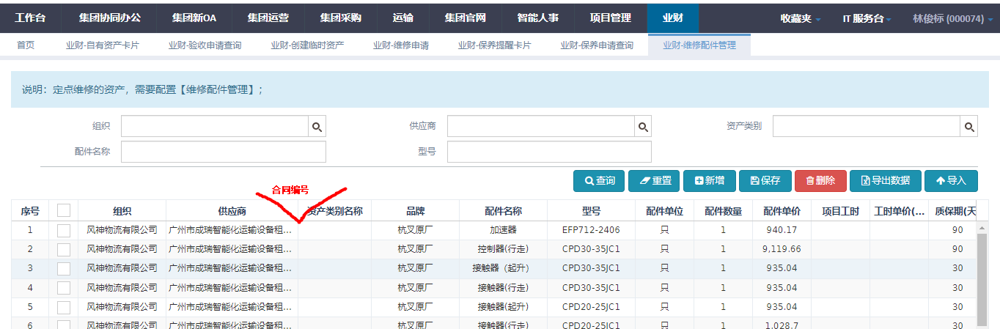 工作台 集团协同办公 集团新OA 集团运营 集团采购 运输 集团官网 智能人事 项目管理 业财 收藏夹 IT 服务台 林俊标 (000074)
首页 业财-自有资产卡片 业财-验收申请查询 业财-创建临时资产 业财-维修申请 业财-保养提醒卡片 业财-保养申请查询 业财-维修配件管理
说明：定点维修的资产，需要配置【维修配件管理】；
组织 供应商 资产类别
配件名称 型号
查询 重置 新增 保存 删除 导出数据 导入
合同编号
序号 组织 供应商 资产类别名称 品牌 配件名称 型号 配件单位 配件数量 配件单价 项目工时 工时单价(... 质保期(天
1 风神物流有限公司 广州市成瑞智能化运输设备租... 杭叉原厂 加速器 EFP712-2406 只 1 940.17 90
2 风神物流有限公司 广州市成瑞智能化运输设备租... 杭叉原厂 控制器(行走) CPD30-35JC1 只 1 9,119.66 90
3 风神物流有限公司 广州市成瑞智能化运输设备租... 杭叉原厂 接触器（起升） CPD30-35JC1 只 1 935.04 30
4 风神物流有限公司 广州市成瑞智能化运输设备租... 杭叉原厂 接触器(行走) CPD30-35JC1 只 1 935.04 30
5 风神物流有限公司 广州市成瑞智能化运输设备租... 杭叉原厂 接触器(起升) CPD20-25JC1 只 1 935.04 30
6 风神物流有限公司 广州市成瑞智能化运输设备租... 杭叉原厂 接触器(行走) CPD20-25JC1 只 1 1,028.7 30